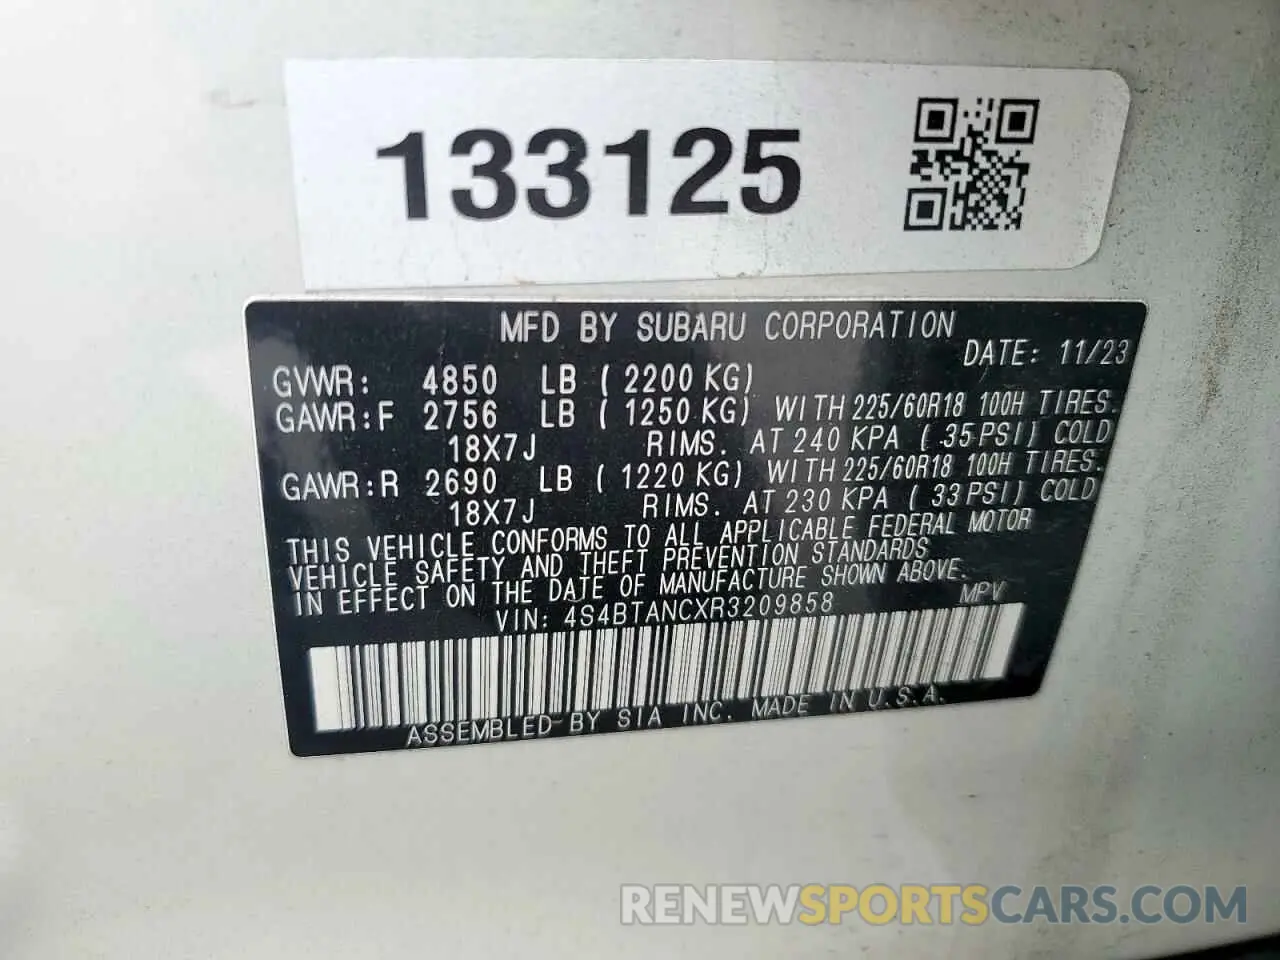 133125
MFD BY SUBARU CORPORATION
DATE: 11/23
GVWR: 4850 LB ( 2200 KG)
GAWR:F 2756 LB ( 1250 KG) WITH 225/60R18 100H TIRES.
18X7J RIMS. AT 240 KPA ( 35 PSI) COLD
GAWR:R 2690 LB ( 1220 KG) WITH 225/60R18 100H TIRES.
18X7J RIMS. AT 230 KPA ( 33 PSI) COLD
THIS VEHICLE CONFORMS TO ALL APPLICABLE FEDERAL MOTOR
VEHICLE SAFETY AND THEFT PREVENTION STANDARDS
IN EFFECT ON THE DATE OF MANUFACTURE SHOWN ABOVE.
VIN: 4S4BTANCXR3209858 MPV
ASSEMBLED BY SIA INC. MADE IN U.S.A.
RENEWSPORTSCARS.COM